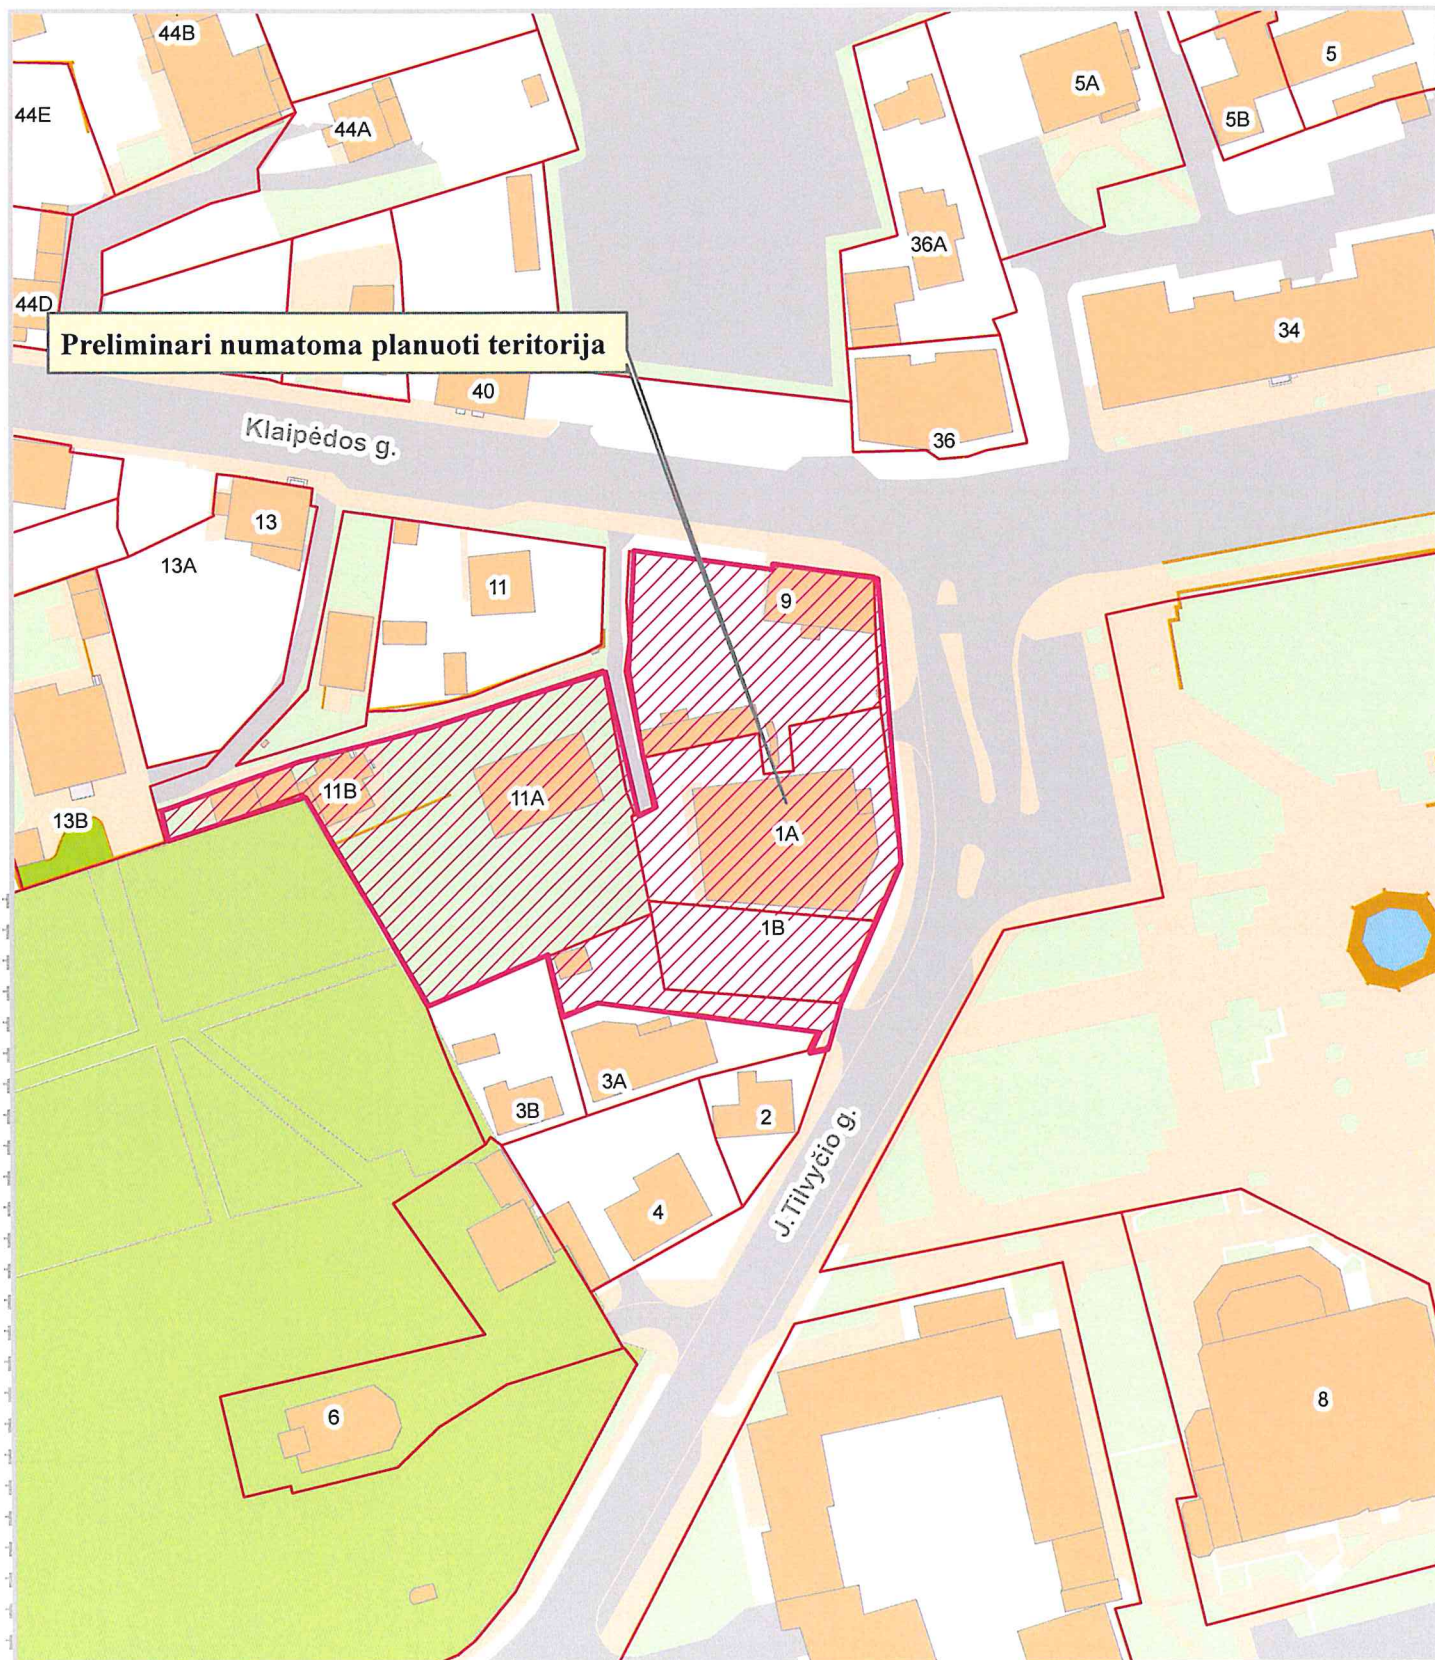 44B
44E
44A
5A
5
5B
36A
44D
34
Preliminari numatoma planuoti teritorija
40
Klaipėdos g.
36
13
13A
11
9
11B
11A
13B
1A
1B
3A
3B
2
4
J.Tilvyčio g.
6
8